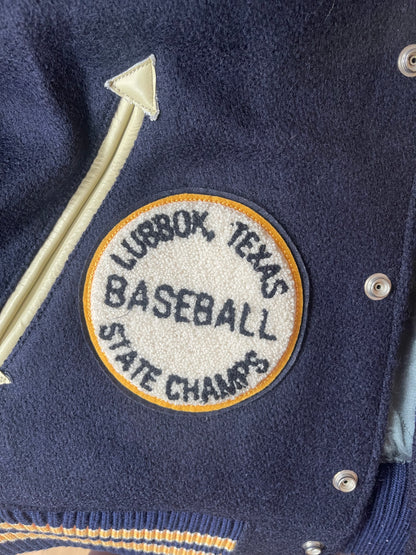 LUBBOK, TEXAS
BASEBALL
STATE CHAMPS